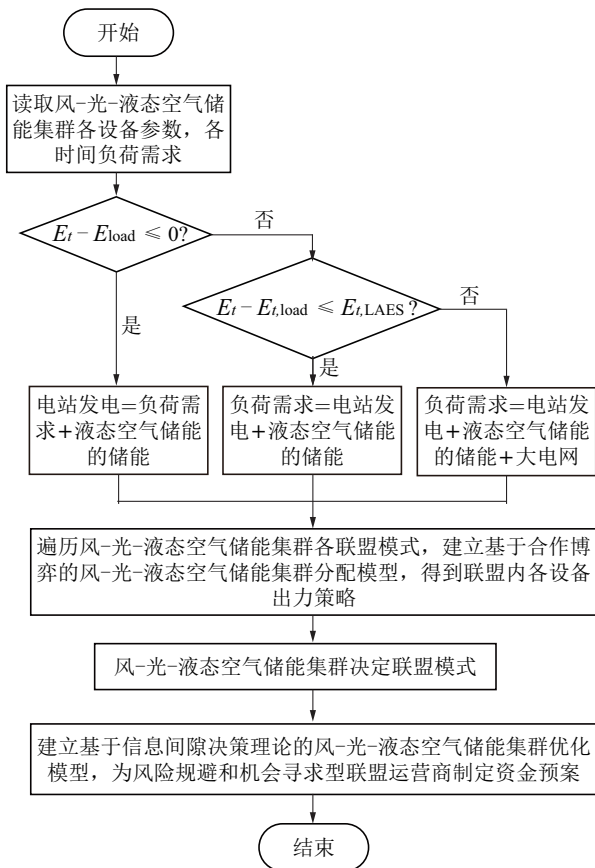 开始
读取风-光-液态空气储
能集群各设备参数，各
时间负荷需求
Et − Eload ≤ 0?
否
Et − Et,load ≤ Et,LAES ?
否
是
是
电站发电=负荷需
求+液态空气储能
的储能
负荷需求=电站发
电+液态空气储能
的储能
负荷需求=电站发
电+液态空气储能
的储能+大电网
遍历风-光-液态空气储能集群各联盟模式，建立基于合作博
弈的风-光-液态空气储能集群分配模型，得到联盟内各设备
出力策略
风-光-液态空气储能集群决定联盟模式
建立基于信息间隙决策理论的风-光-液态空气储能集群优化
模型，为风险规避和机会寻求型联盟运营商制定资金预案
结束